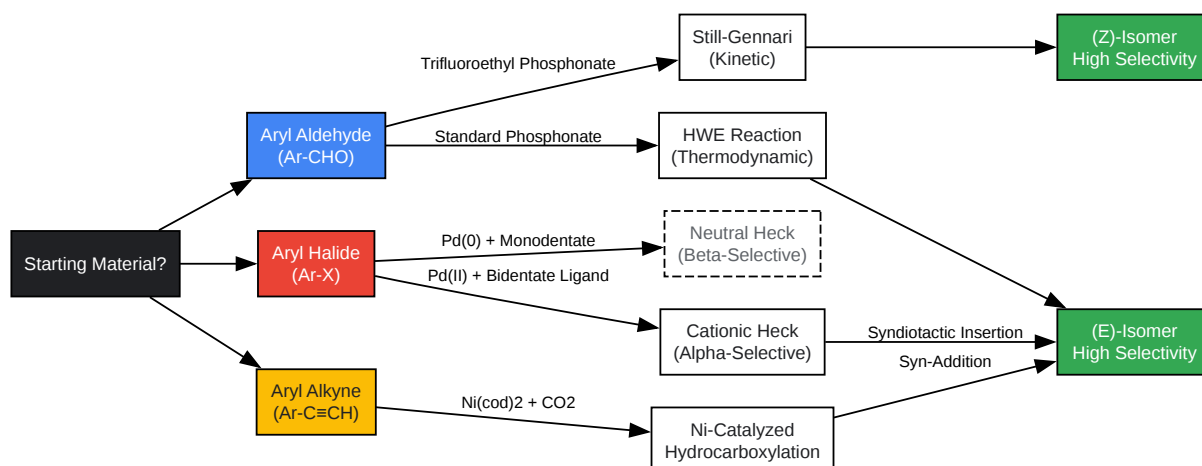 Starting Material?
Aryl Aldehyde
(Ar-CHO)
Aryl Halide
(Ar-X)
Aryl Alkyne
(Ar-C≡CH)
Trifluoroethyl Phosphonate
Standard Phosphonate
Pd(0) + Monodentate
Pd(II) + Bidentate Ligand
Ni(cod)2 + CO2
Still-Gennari
(Kinetic)
HWE Reaction
(Thermodynamic)
Neutral Heck
(Beta-Selective)
Cationic Heck
(Alpha-Selective)
Ni-Catalyzed
Hydrocarboxylation
Syndiotactic Insertion
Syn-Addition
(Z)-Isomer
High Selectivity
(E)-Isomer
High Selectivity